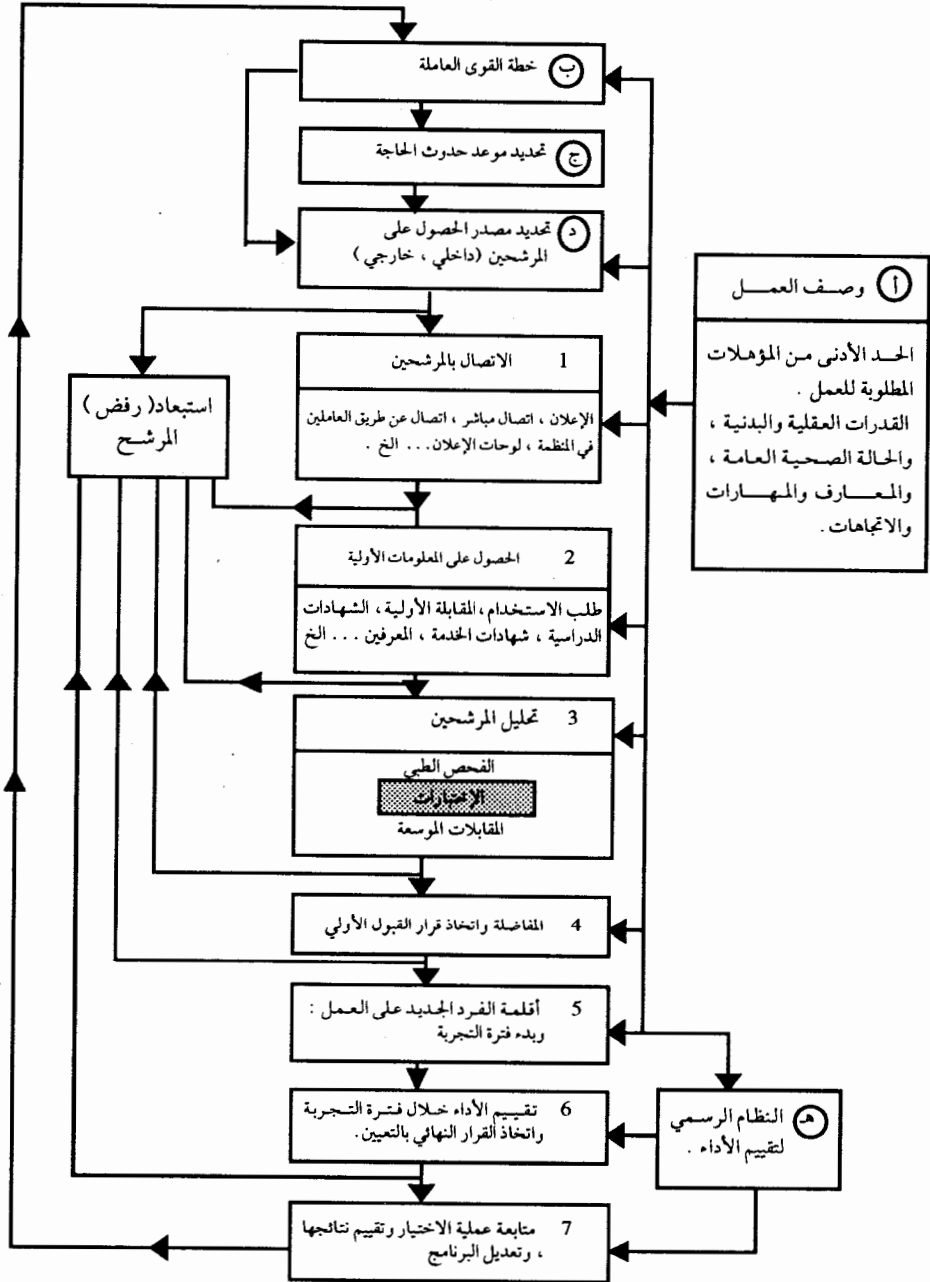 ب خطة القوى العاملة
ج تحديد موعد حدوث الحاجة
د تحديد مصدر الحصول على
المرشحين (داخلي ، خارجي)
أ وصف العمل
الحد الأدنى من المؤهلات
المطلوبة للعمل .
القدرات العقلية والبدنية ،
والحالة الصحية العامة ،
والمعارف والمهارات
والاتجاهات .
1 الاتصال بالمرشحين
الإعلان ، اتصال مباشر ، اتصال عن طريق العاملين
في المنظمة ، لوحات الإعلان . . . الخ .
استبعاد( رفض )
المرشح
2 الحصول على المعلومات الأولية
طلب الاستخدام ، المقابلة الأولية ، الشهادات
الدراسية ، شهادات الخدمة ، المعرفين . . . الخ
3 تحليل المرشحين
الفحص الطبي
الإختبارات
المقابلات الموسعة
4 المفاضلة واتخاذ قرار القبول الأولي
5 أقلمة الفرد الجديد على العمل :
وبدء فترة التجربة
6 تقييم الأداء خلال فترة التجربة
واتخاذ القرار النهائي بالتعيين .
هـ النظام الرسمي
لتقييم الأداء .
7 متابعة عملية الاختيار وتقييم نتائجها
، وتعديل البرنامج